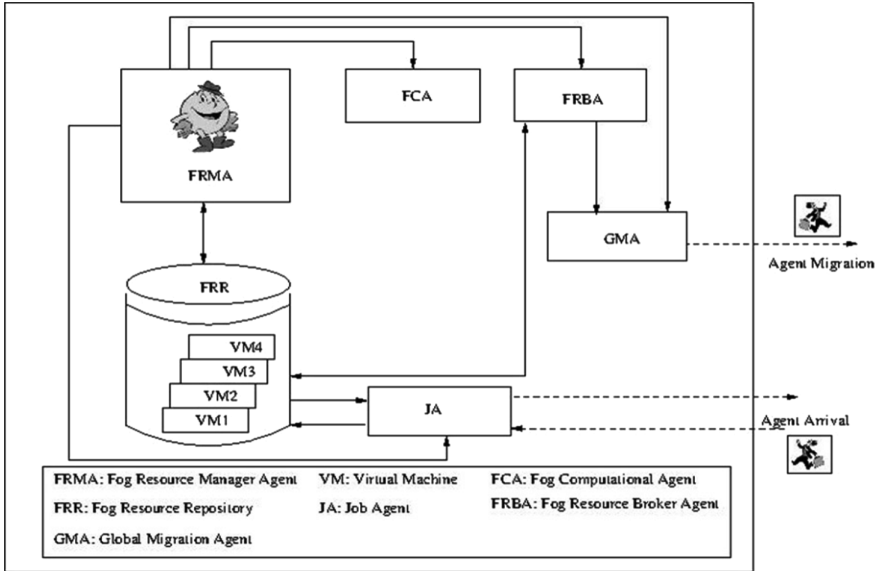 FCA
FRBA
FRMA
GMA
Agent Migration
FRR
VM4
VM3
VM2
VM1
JA
Agent Arrival
FRMA: Fog Resource Manager Agent VM: Virtual Machine FCA: Fog Computational Agent
FRR: Fog Resource Repository JA: Job Agent FRBA: Fog Resource Broker Agent
GMA: Global Migration Agent